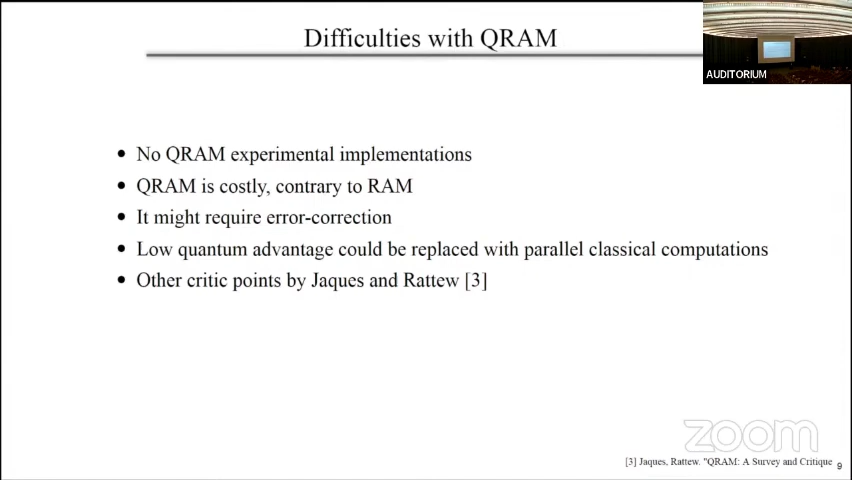 Difficulties with QRAM
AUDITORIUM
• No QRAM experimental implementations
• QRAM is costly, contrary to RAM
• It might require error-correction
• Low quantum advantage could be replaced with parallel classical computations
• Other critic points by Jaques and Rattew [3]
zoom
[3] Jaques, Rattew. "QRAM: A Survey and Critique
9